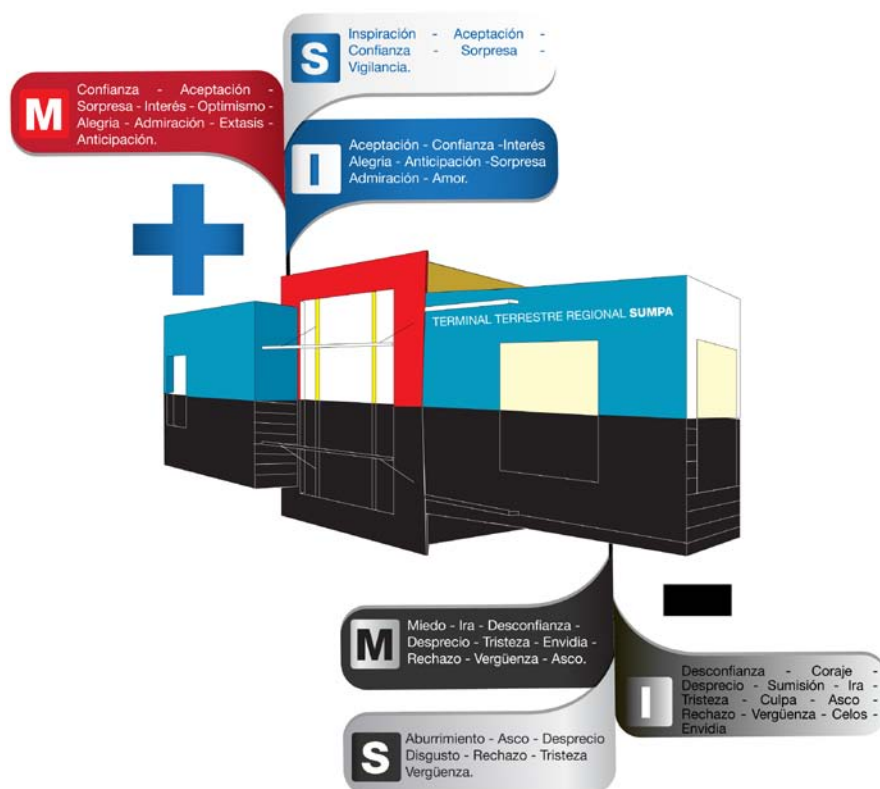 S
Inspiración - Aceptación -
Confianza - Sorpresa -
Vigilancia.
M
Confianza - Aceptación -
Sorpresa - Interés - Optimismo -
Alegria - Admiración - Extasis -
Anticipación.
I
Aceptación - Confianza -Interés
Alegria - Anticipación -Sorpresa
Admiración - Amor.
TERMINAL TERRESTRE REGIONAL SUMPA
M
Miedo - Ira - Desconfianza -
Desprecio - Tristeza - Envidia -
Rechazo - Vergüenza - Asco.
I
Desconfianza - Coraje -
Desprecio - Sumisión - Ira -
Tristeza - Culpa - Asco -
Rechazo - Vergüenza - Celos -
Envidia
S
Aburrimiento - Asco - Desprecio
Disgusto - Rechazo - Tristeza
Vergüenza.